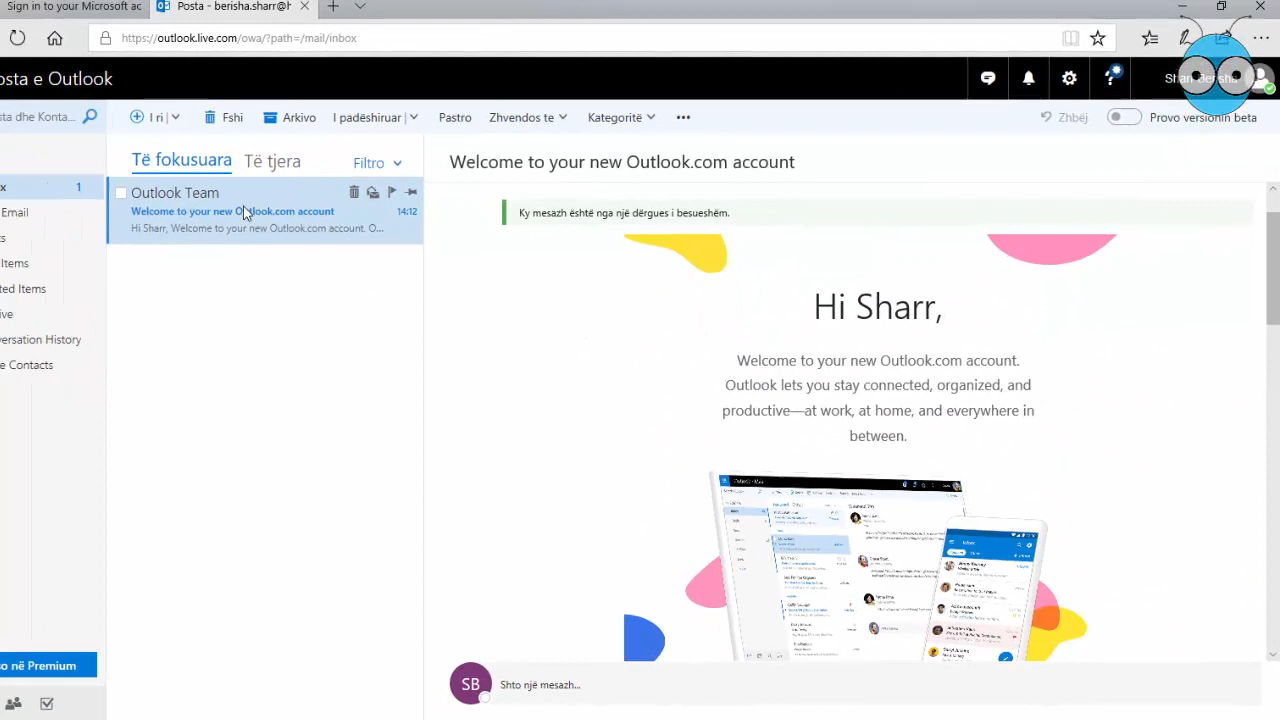 Sign in to your Microsoft ac
Posta - berisha.sharr@h
https://outlook.live.com/owa/?path=/mail/inbox
osta e Outlook
sta dhe Konta...
I ri
Fshi
Arkivo
I padëshiruar
Pastro
Zhvendos te
Kategoritë
Zhbëj
Provo versionin beta
Të fokusuara
Të tjera
Filtro
Welcome to your new Outlook.com account
x 1
Email
ts
Items
ted Items
ive
ersation History
e Contacts
Outlook Team
Welcome to your new Outlook.com account 14:12
Hi Sharr, Welcome to your new Outlook.com account. O...
Ky mesazh është nga një dërgues i besueshëm.
Hi Sharr,
Welcome to your new Outlook.com account.
Outlook lets you stay connected, organized, and
productive—at work, at home, and everywhere in
between.
so në Premium
SB
Shto një mesazh...